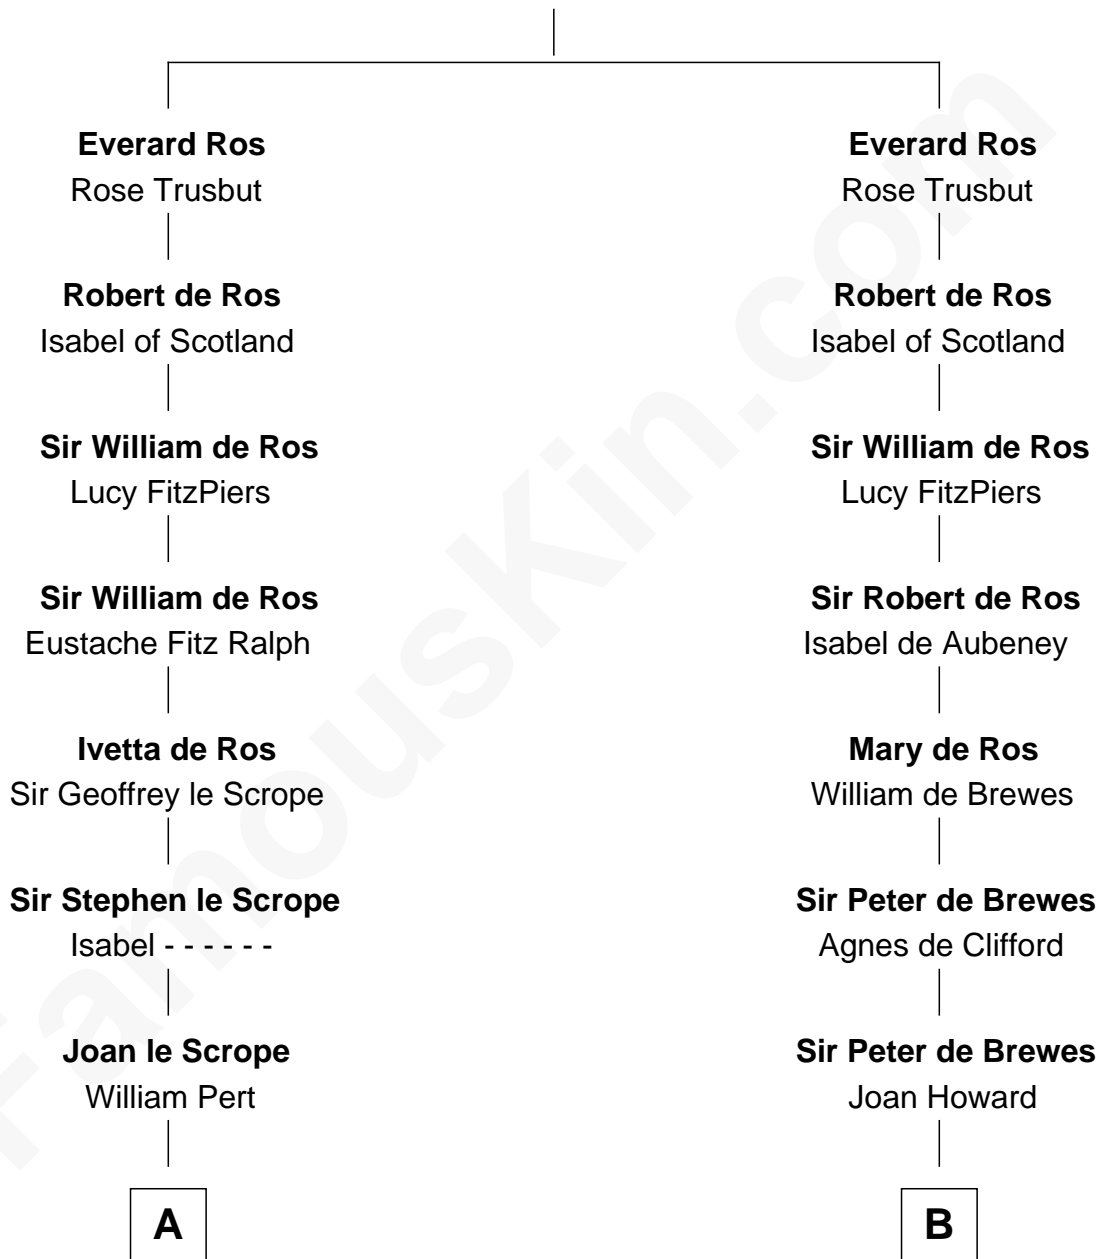 Everard Ros
Rose Trusbut
Robert de Ros
Isabel of Scotland
Sir William de Ros
Lucy FitzPiers
Sir William de Ros
Eustache Fitz Ralph
Ivetta de Ros
Sir Geoffrey le Scrope
Sir Stephen le Scrope
Isabel - - - - - -
Joan le Scrope
William Pert
A
Everard Ros
Rose Trusbut
Robert de Ros
Isabel of Scotland
Sir William de Ros
Lucy FitzPiers
Sir Robert de Ros
Isabel de Aubeney
Mary de Ros
William de Brewes
Sir Peter de Brewes
Agnes de Clifford
Sir Peter de Brewes
Joan Howard
B
FamousKin.com